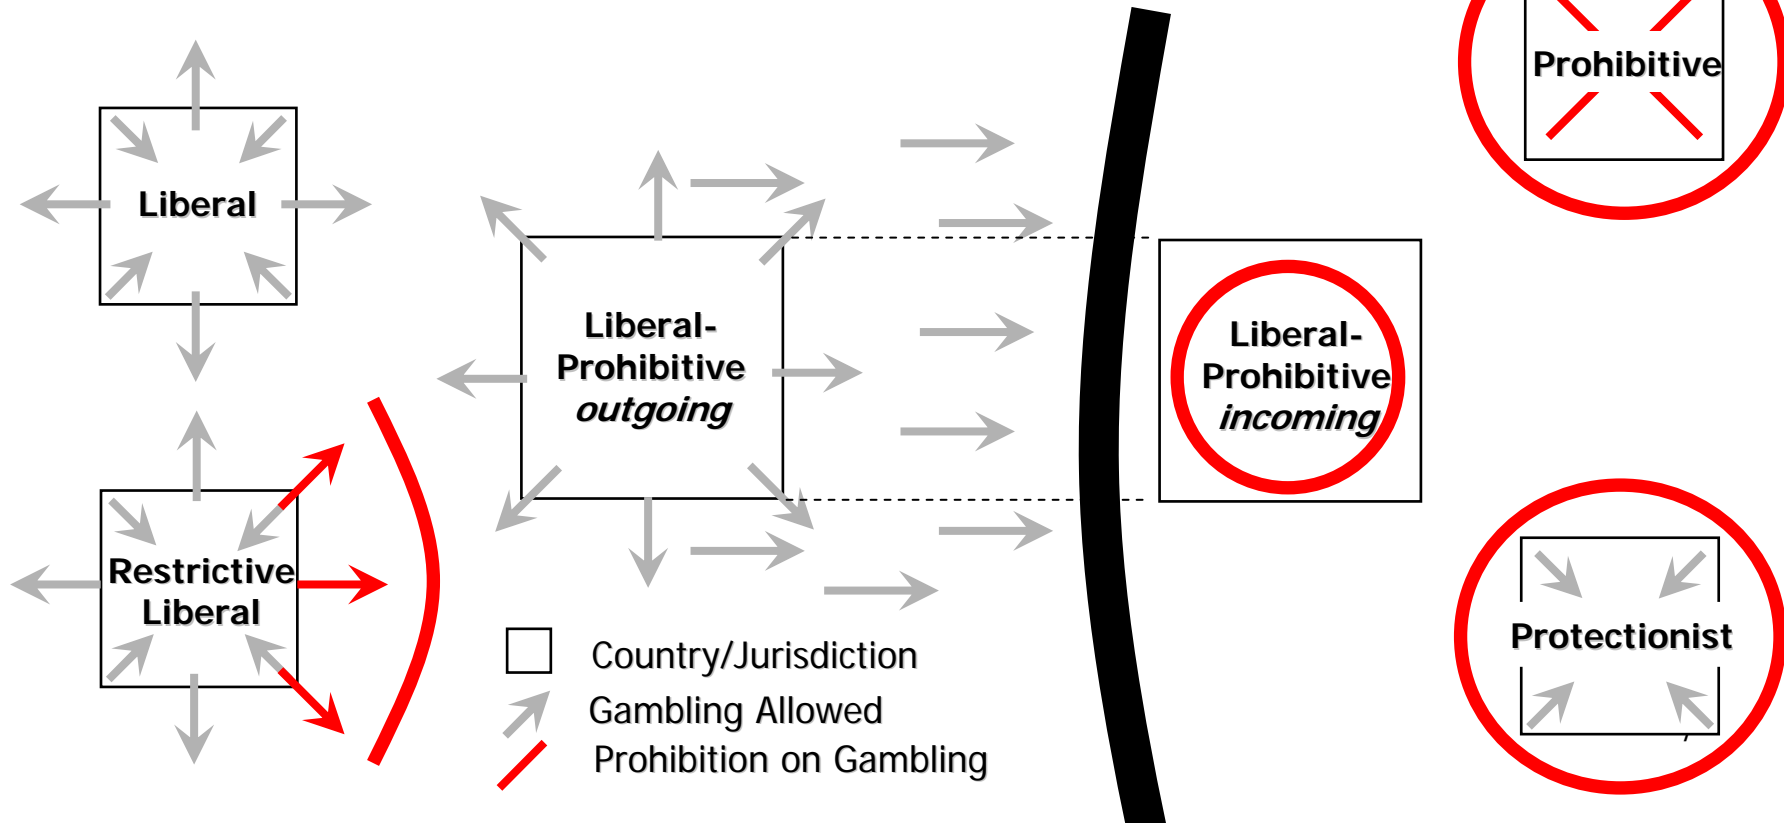 Prohibitive
Liberal
Liberal-
Prohibitive
outgoing
Liberal-
Prohibitive
incoming
Restrictive
Liberal
Protectionist
Country/Jurisdiction
Gambling Allowed
Prohibition on Gambling